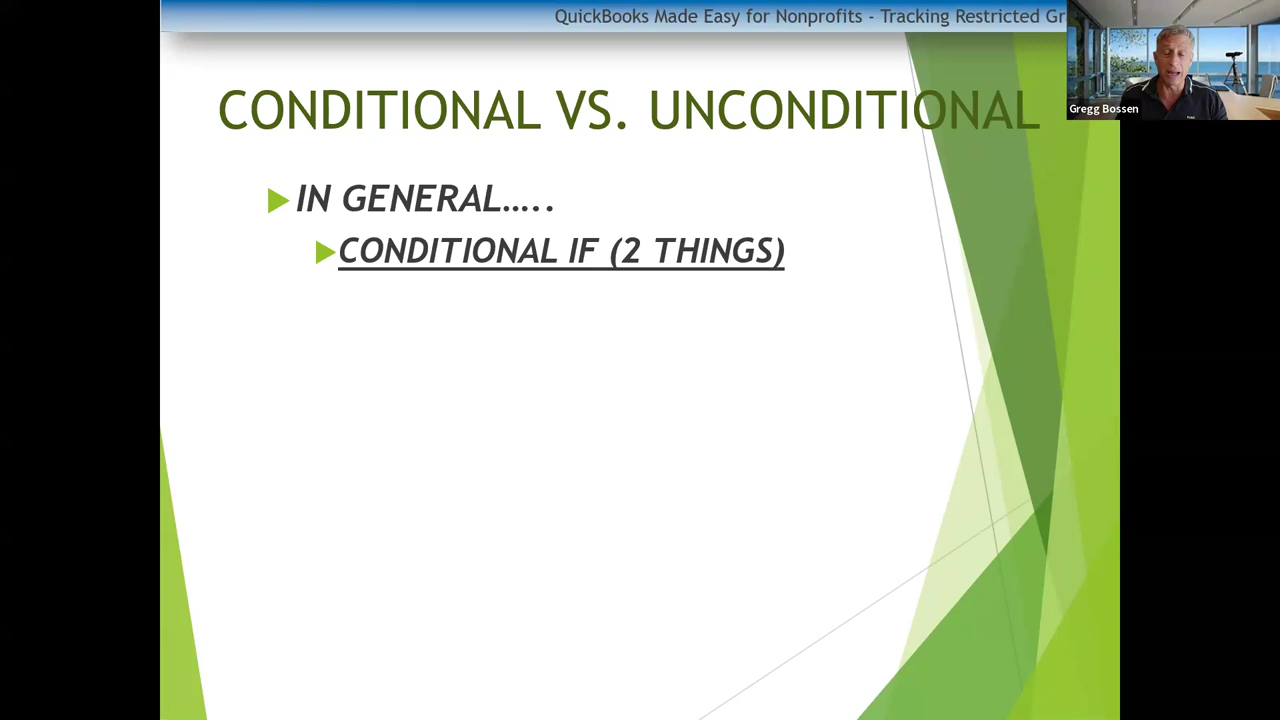 QuickBooks Made Easy for Nonprofits - Tracking Restricted Gr
Gregg Bossen
CONDITIONAL VS. UNCONDITIONAL
IN GENERAL…..
CONDITIONAL IF (2 THINGS)